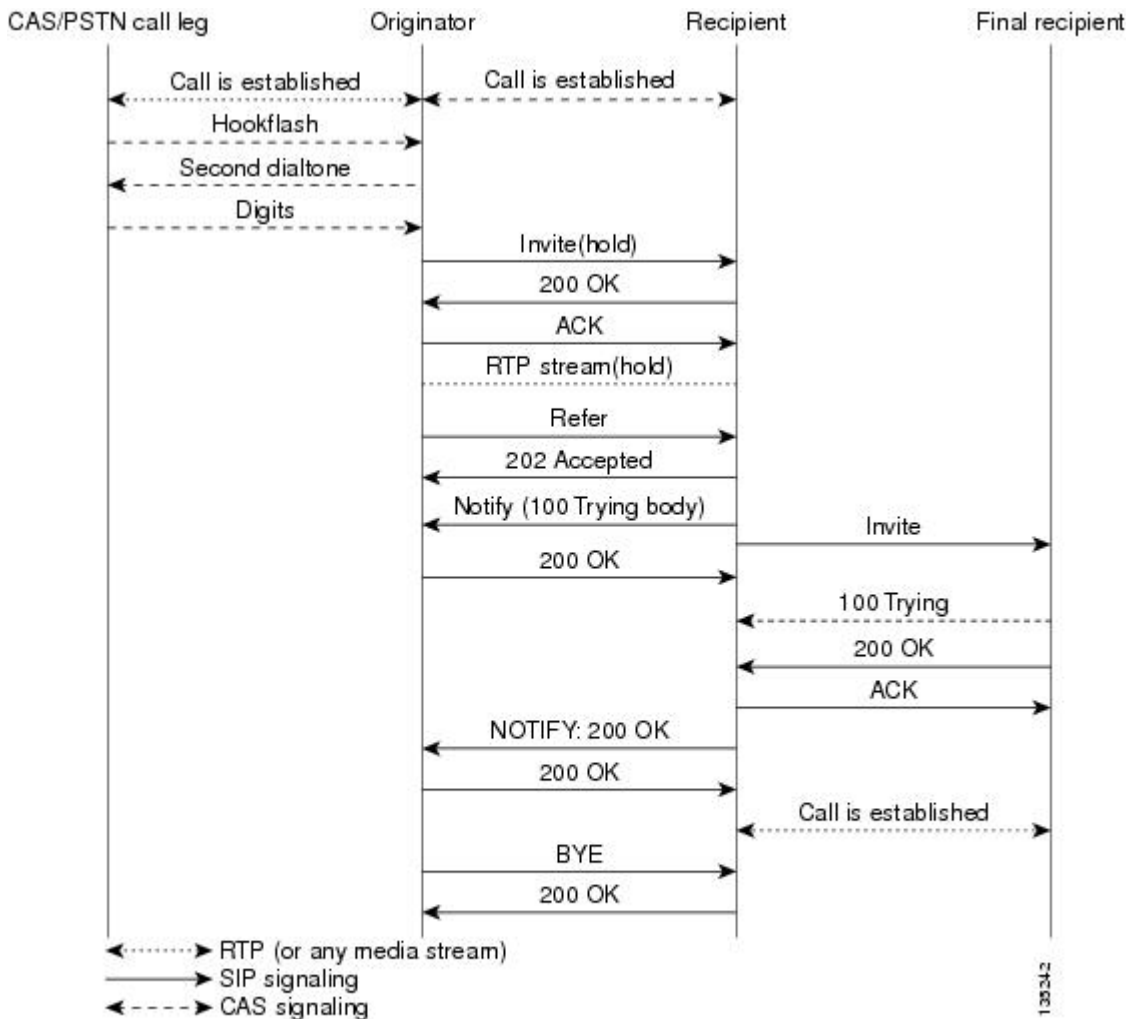 CAS/PSTN call leg
Originator
Recipient
Final recipient
Call is established
Call is established
Hookflash
Second dialtone
Digits
Invite(hold)
200 OK
ACK
RTP stream(hold)
Refer
202 Accepted
Notify (100 Trying body)
Invite
200 OK
100 Trying
200 OK
ACK
NOTIFY: 200 OK
200 OK
Call is established
BYE
200 OK
RTP (or any media stream)
SIP signaling
CAS signaling